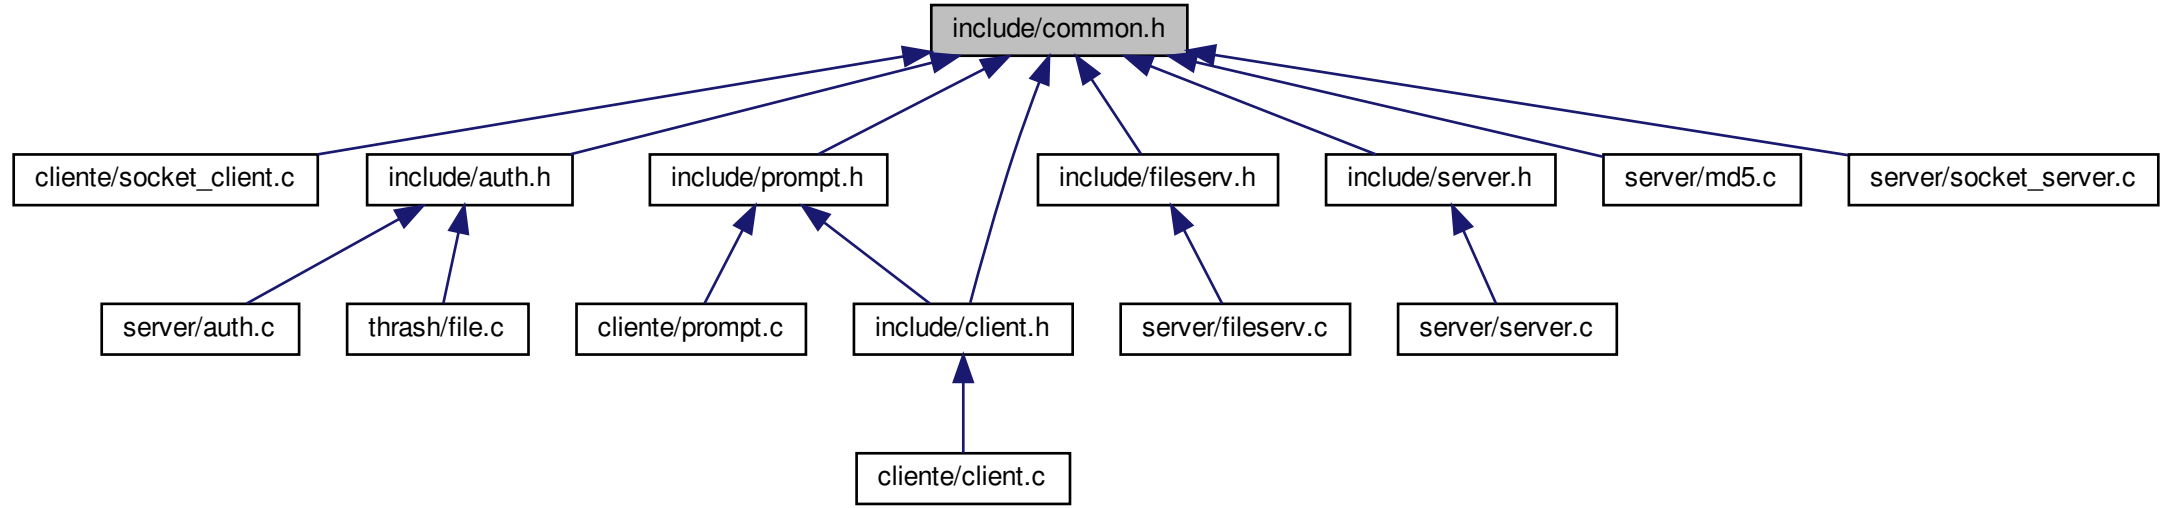 include/common.h
cliente/socket_client.c
include/auth.h
include/prompt.h
include/fileserv.h
include/server.h
server/md5.c
server/socket_server.c
server/auth.c
thrash/file.c
cliente/prompt.c
include/client.h
server/fileserv.c
server/server.c
cliente/client.c